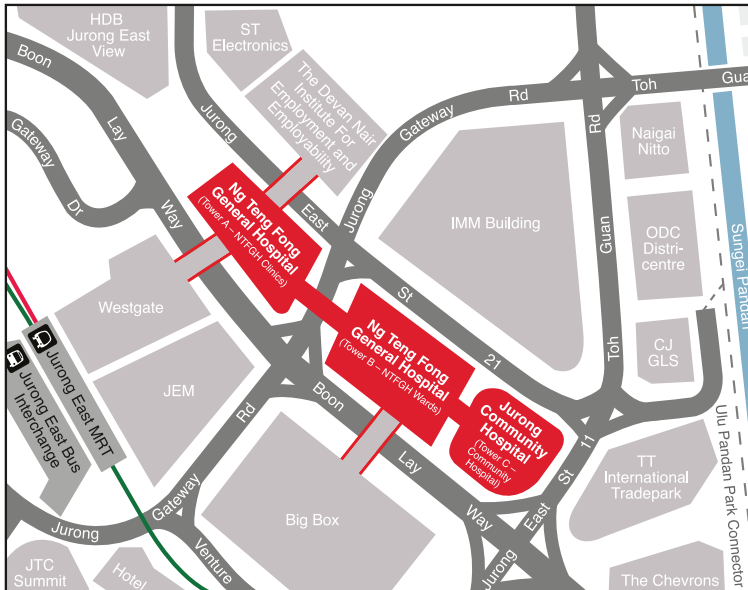 HDB
Jurong East
View
ST
Electronics
The Devan Nair
Institute For
Employment and
Employability
Boon
Lay
Way
Gateway
Dr
Jurong
East
St
21
Jurong
Gateway
Rd
Toh
Gua
Rd
Guan
Toh
Naigai
Nitto
ODC
Distri-
centre
CJ
GLS
Sungei Pandan
Ulu Pandan Park Connector
IMM Building
Ng Teng Fong
General Hospital
(Tower A – NTFGH Clinics)
Ng Teng Fong
General Hospital
(Tower B – NTFGH Wards)
Jurong
Community
Hospital
(Tower C –
Community
Hospital)
Westgate
JEM
Jurong East MRT
Jurong East Bus
Interchange
Boon
Lay
Way
Rd
Gateway
Jurong
Venture
Big Box
Jurong
East
St
11
TT
International
Tradepark
The Chevrons
JTC
Summit
Hotel